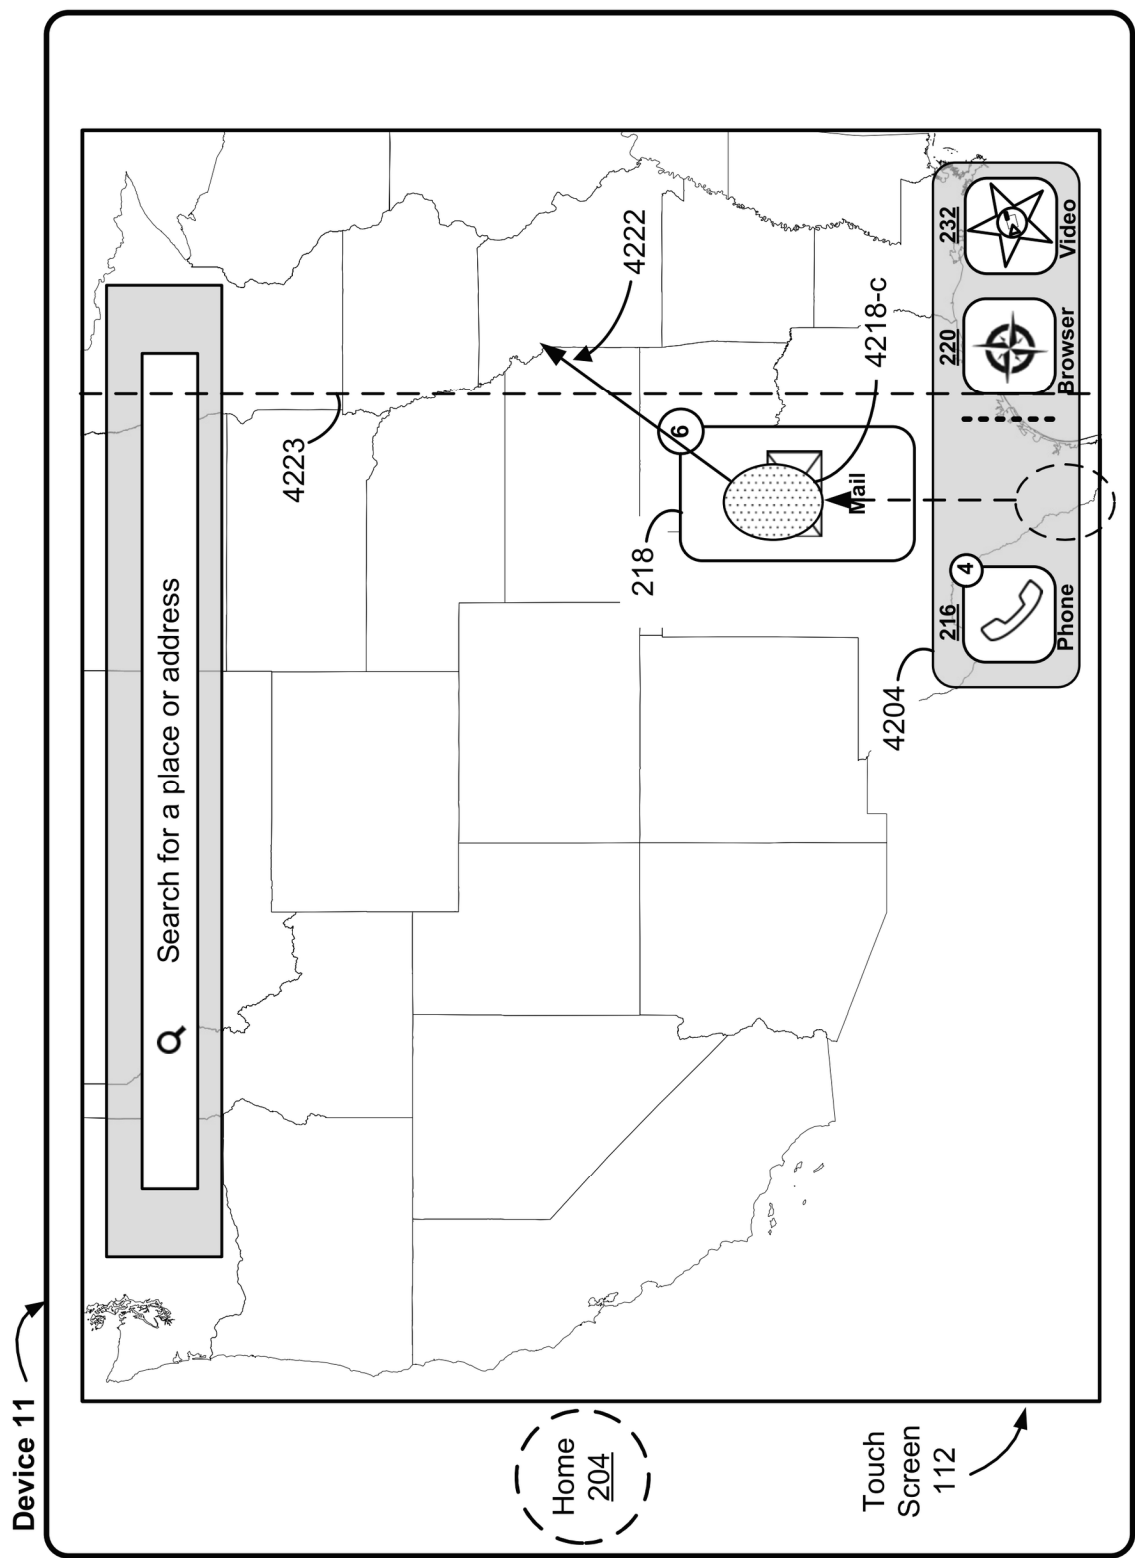 Device 11
Search for a place or address
4223
4222
6
218
Mail
4218-c
4204
216
4
Phone
220
Browser
232
Video
Home
204
Touch
Screen
112